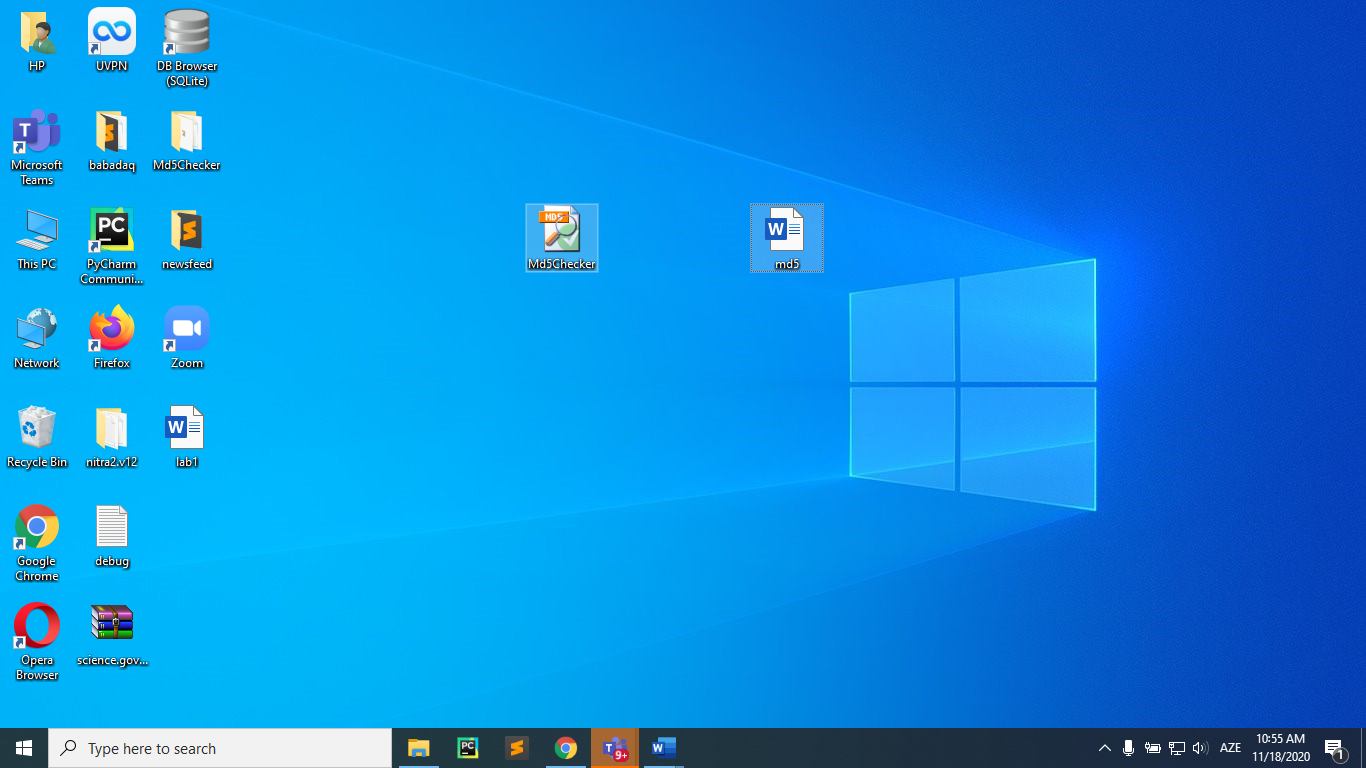 HP
UVPN
DB Browser
(SQLite)
Microsoft
Teams
babadaq
Md5Checker
This PC
PC
PyCharm
Communi...
newsfeed
Network
Firefox
Zoom
Recycle Bin
nitra2.v12
W
lab1
Google
Chrome
debug
Opera
Browser
science.gov...
MD5
Md5Checker
W
md5
Type here to search
PC
9+
W
AZE
10:55 AM
11/18/2020
1